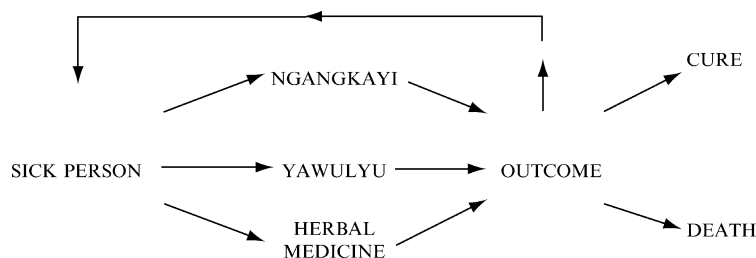 CURE
NGANGKAYI
SICK PERSON
YAWULYU
OUTCOME
HERBAL
MEDICINE
DEATH